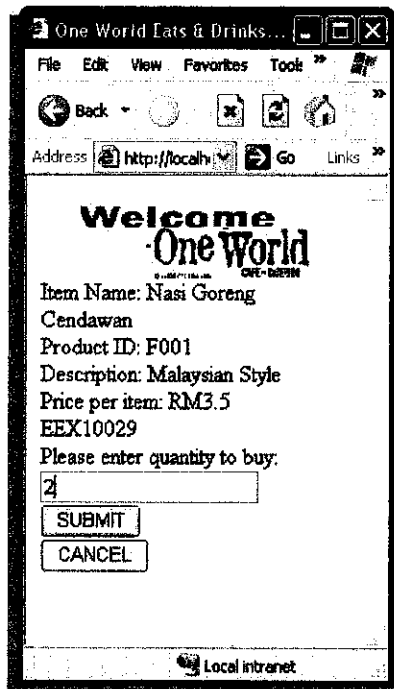 One World Eats & Drinks...
File Edit View Favorites Tools »
Back »
Address http://localh Go Links »
Welcome
One World
Item Name: Nasi Goreng
Cendawan
Product ID: F001
Description: Malaysian Style
Price per item: RM3.5
EEX10029
Please enter quantity to buy:
2
SUBMIT
CANCEL
Local intranet